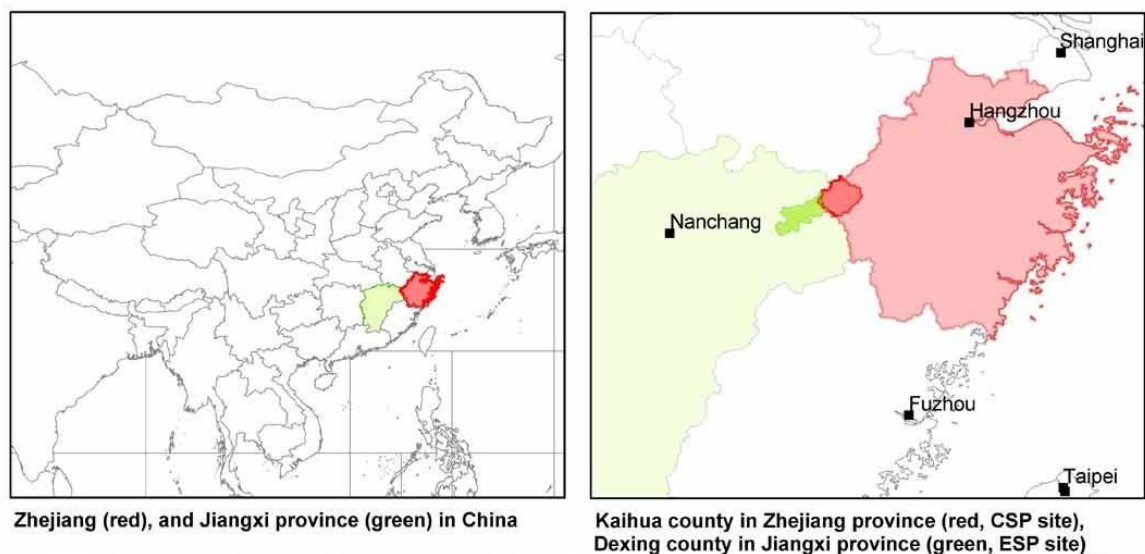 Shanghai
Hangzhou
Nanchang
Fuzhou
Taipei
Zhejiang (red), and Jiangxi province (green) in China
Kaihua county in Zhejiang province (red, CSP site),
Dexing county in Jiangxi province (green, ESP site)